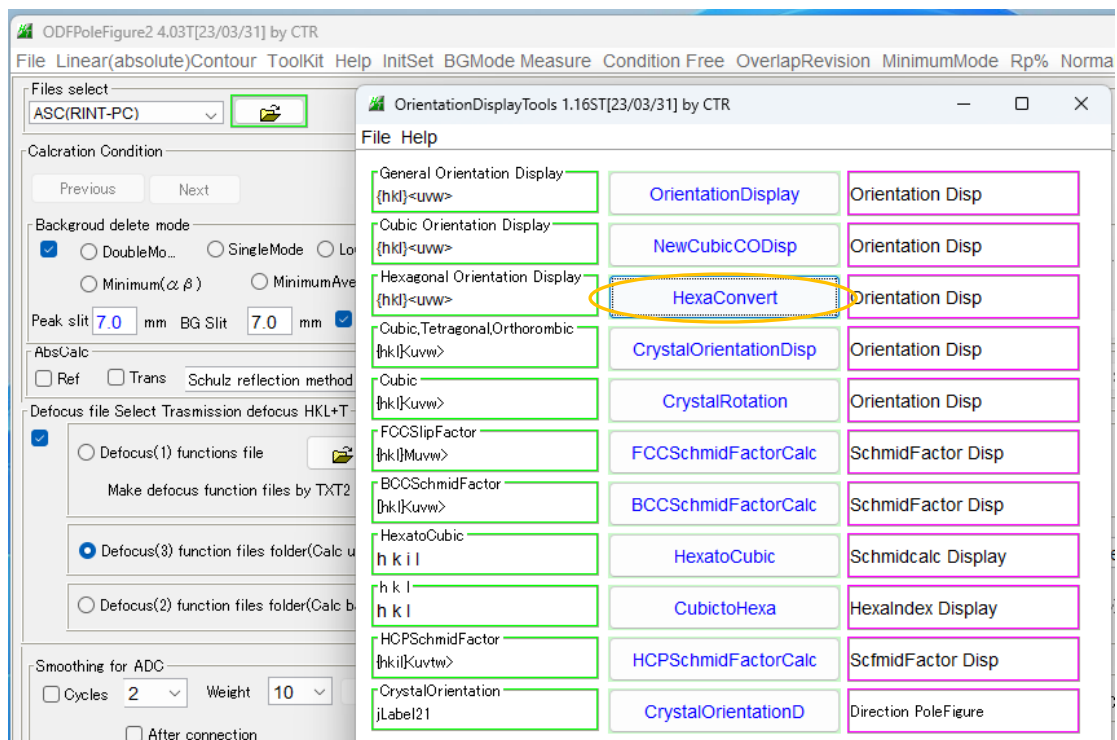 ODFPoleFigure2 4.03T[23/03/31] by CTR
File Linear(absolute)Contour ToolKit Help InitSet BGMode Measure Condition Free OverlapRevision MinimumMode Rp% Norma
Files select
ASC(RINT-PC)
Calcration Condition
Previous Next
Backgroud delete mode
DoubleMo... SingleMode Lo
Minimum(α β) MinimumAve
Peak slit 7.0 mm BG Slit 7.0 mm
AbsCalc
Ref Trans Schulz reflection method
Defocus file Select Trasmission defocus HKL+T
Defocus(1) functions file
Make defocus function files by TXT2
Defocus(3) function files folder(Calc u
Defocus(2) function files folder(Calc b
Smoothing for ADC
Cycles 2 Weight 10
After connection
OrientationDisplayTools 1.16ST[23/03/31] by CTR
File Help
General Orientation Display
{hkl}<uvw> OrientationDisplay Orientation Disp
Cubic Orientation Display
{hkl}<uvw> NewCubicCODisp Orientation Disp
Hexagonal Orientation Display
{hkl}<uvw> HexaConvert Orientation Disp
Cubic,Tetragonal,Orthorombic
{hkl}<uvw> CrystalOrientationDisp Orientation Disp
Cubic
{hkl}<uvw> CrystalRotation Orientation Disp
FCCSlipFactor
{hkl}<uvw> FCCSchmidFactorCalc SchmidFactor Disp
BCCSchmidFactor
{hkl}<uvw> BCCSchmidFactorCalc SchmidFactor Disp
HexatoCubic
h k i l HexatoCubic Schmidcalc Display
h k l
h k l CubictoHexa HexaIndex Display
HCPSchmidFactor
{hkil}<uvtw> HCPSchmidFactorCalc ScfmidFactor Disp
CrystalOrientation
jLabel21 CrystalOrientationD Direction PoleFigure